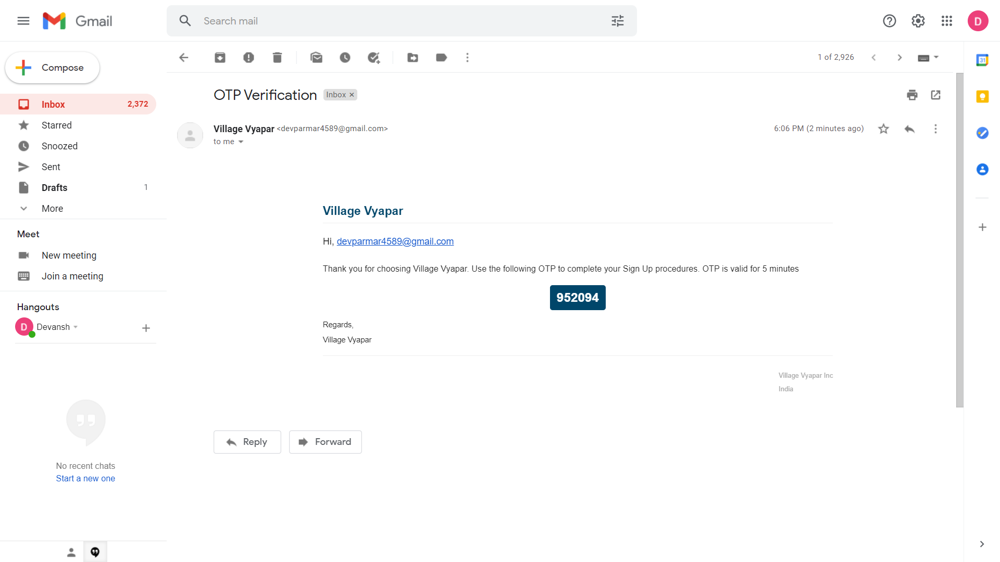 Gmail
Search mail
D
Compose
1 of 2,926
31
Inbox 2,372
Starred
Snoozed
Sent
Drafts 1
More
Meet
New meeting
Join a meeting
Hangouts
D Devansh
No recent chats
Start a new one
OTP Verification Inbox ×
Village Vyapar <devparmar4589@gmail.com> 6:06 PM (2 minutes ago)
to me
Village Vyapar
Hi, devparmar4589@gmail.com
Thank you for choosing Village Vyapar. Use the following OTP to complete your Sign Up procedures. OTP is valid for 5 minutes
952094
Regards,
Village Vyapar
Village Vyapar Inc
India
Reply Forward